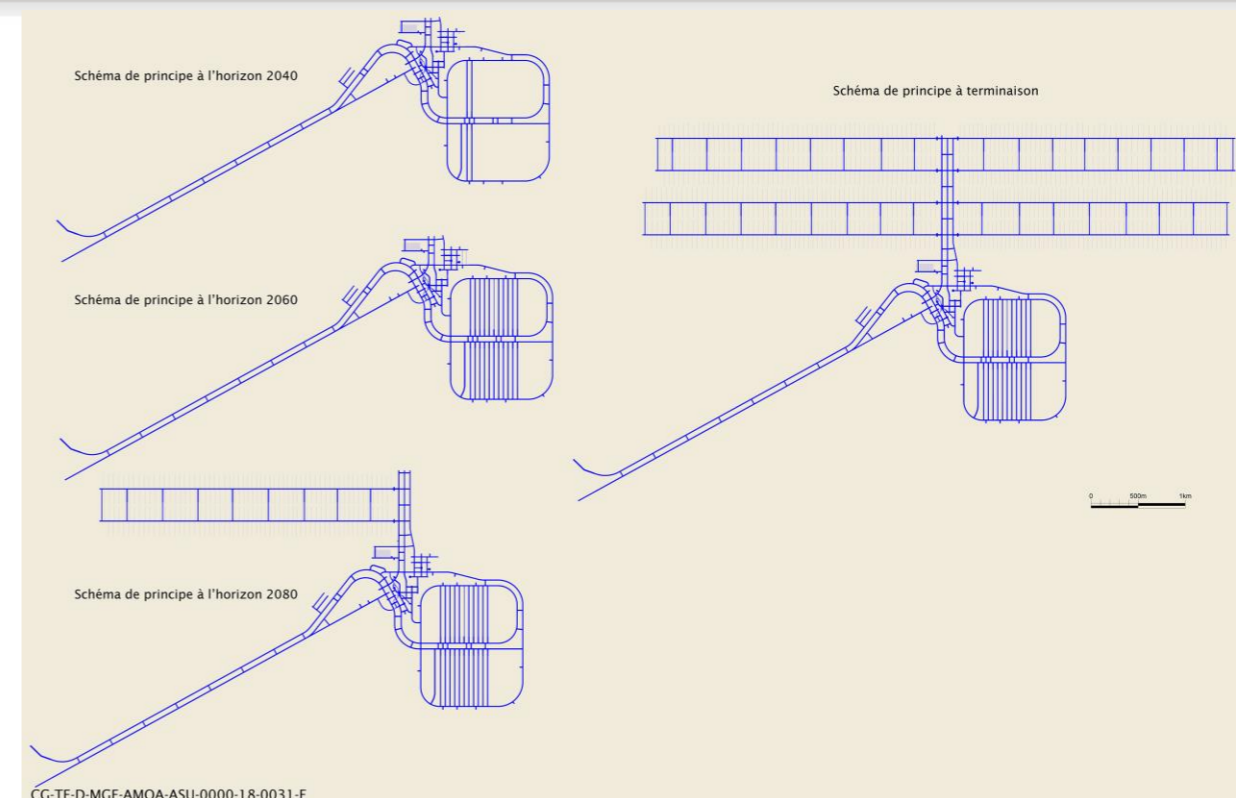 Schéma de principe à l'horizon 2040
Schéma de principe à terminaison
Schéma de principe à l'horizon 2060
0 500m 1km
Schéma de principe à l'horizon 2080
CG-TE-D-MGE-AMOA-ASU-0000-18-0031-E